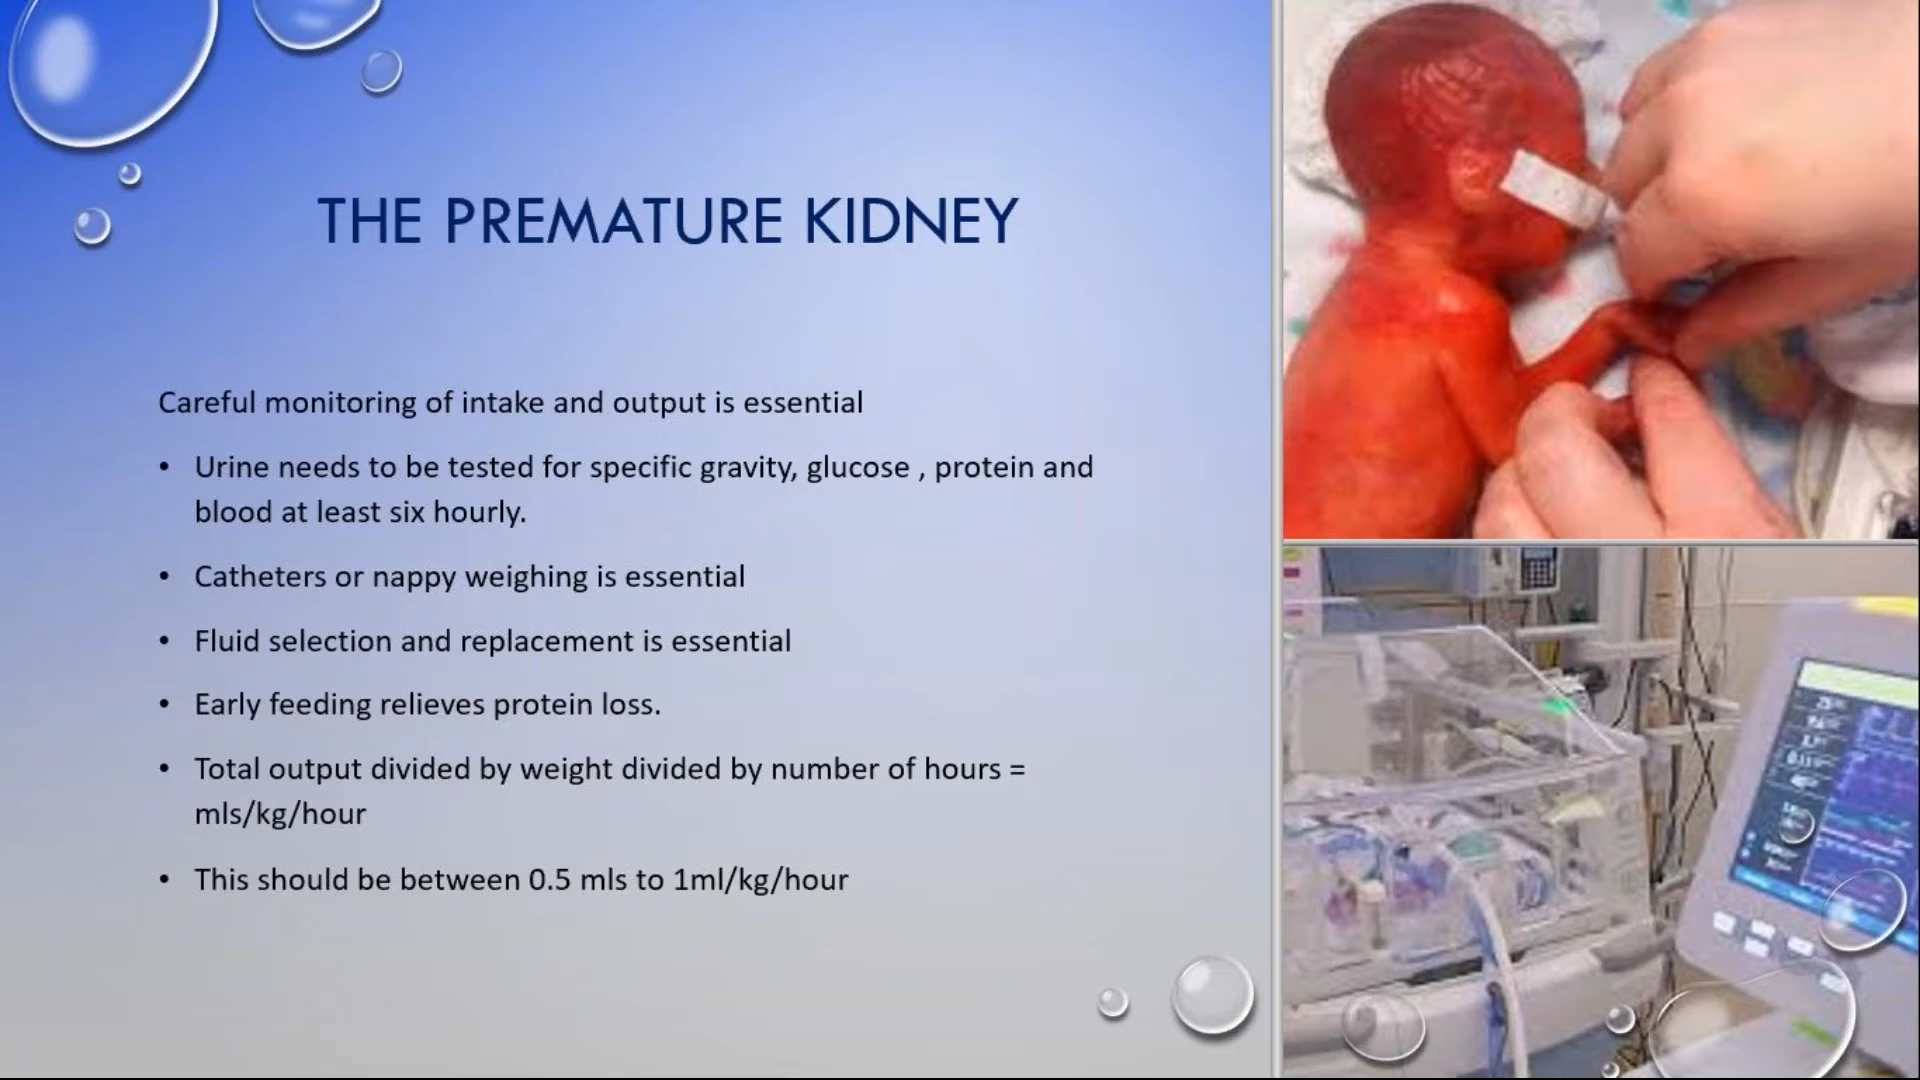 THE PREMATURE KIDNEY
Careful monitoring of intake and output is essential
• Urine needs to be tested for specific gravity, glucose , protein and
blood at least six hourly.
• Catheters or nappy weighing is essential
• Fluid selection and replacement is essential
• Early feeding relieves protein loss.
• Total output divided by weight divided by number of hours =
mls/kg/hour
• This should be between 0.5 mls to 1ml/kg/hour